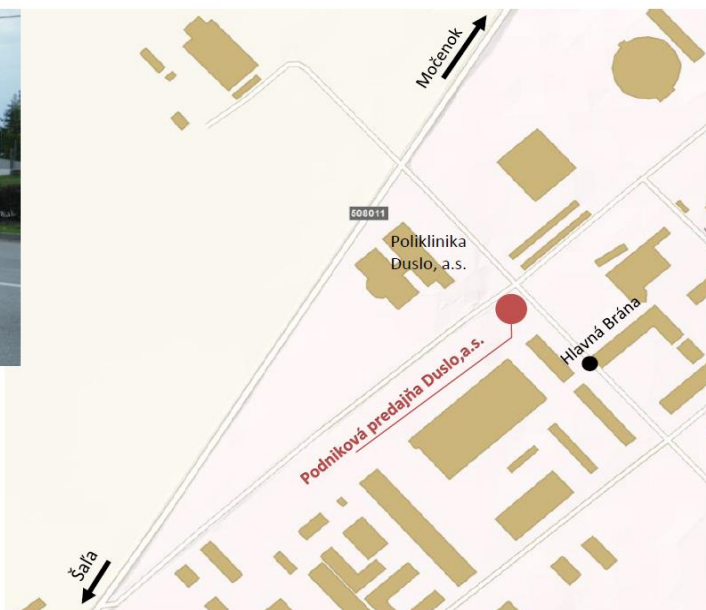 Močenok
508011
Poliklinika
Duslo, a.s.
Hlavná Brána
Podniková predajňa Duslo,a.s.
Šaľa